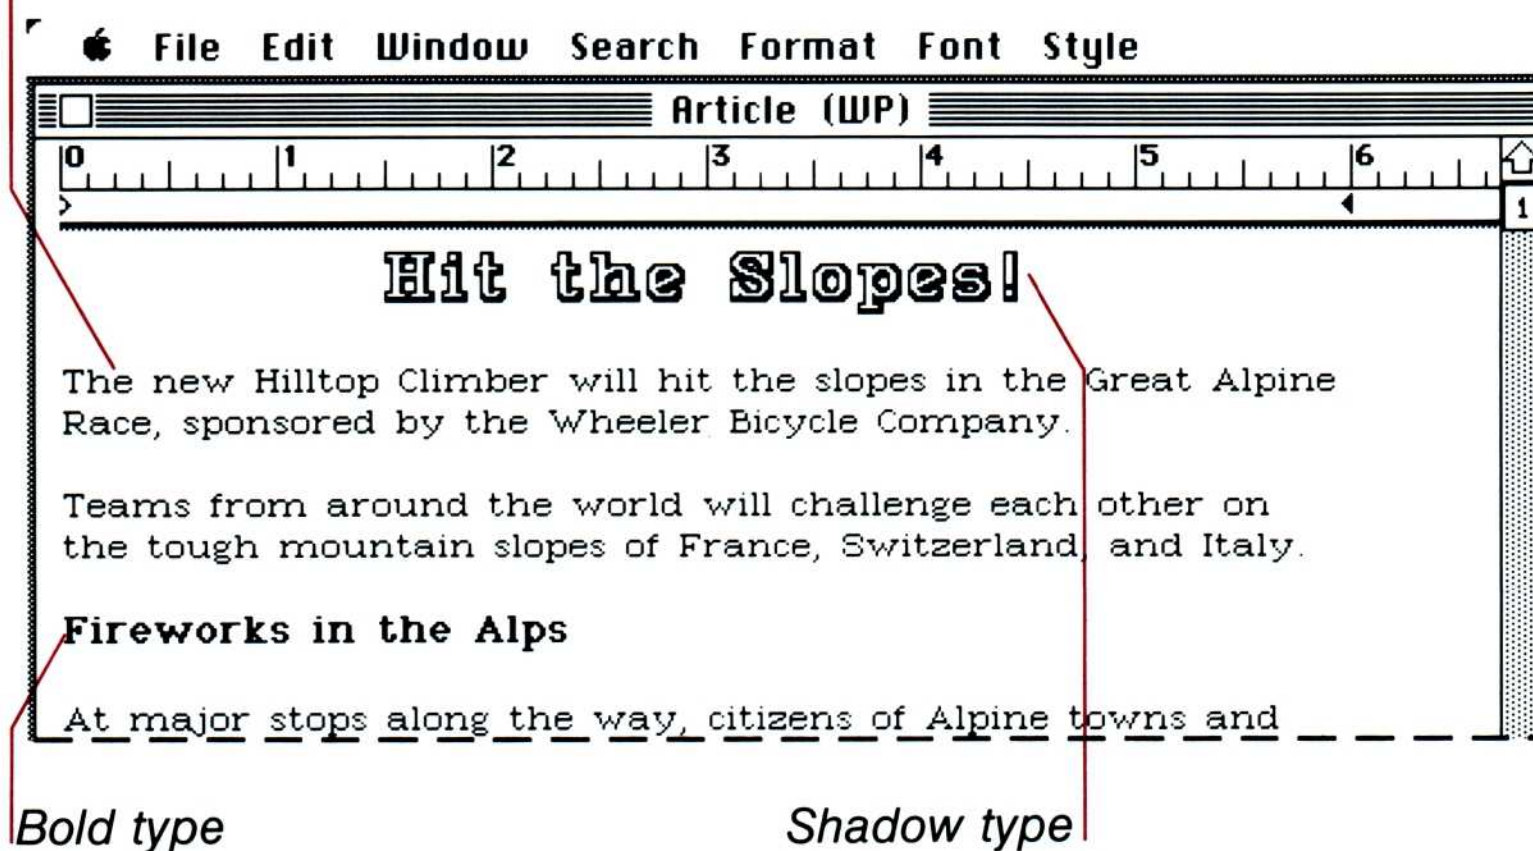 File Edit Window Search Format Font Style
Article (WP)
0 1 2 3 4 5 6
1
Hit the Slopes!
The new Hilltop Climber will hit the slopes in the Great Alpine
Race, sponsored by the Wheeler Bicycle Company.
Teams from around the world will challenge each other on
the tough mountain slopes of France, Switzerland, and Italy.
Fireworks in the Alps
At major stops along the way, citizens of Alpine towns and
Bold type
Shadow type